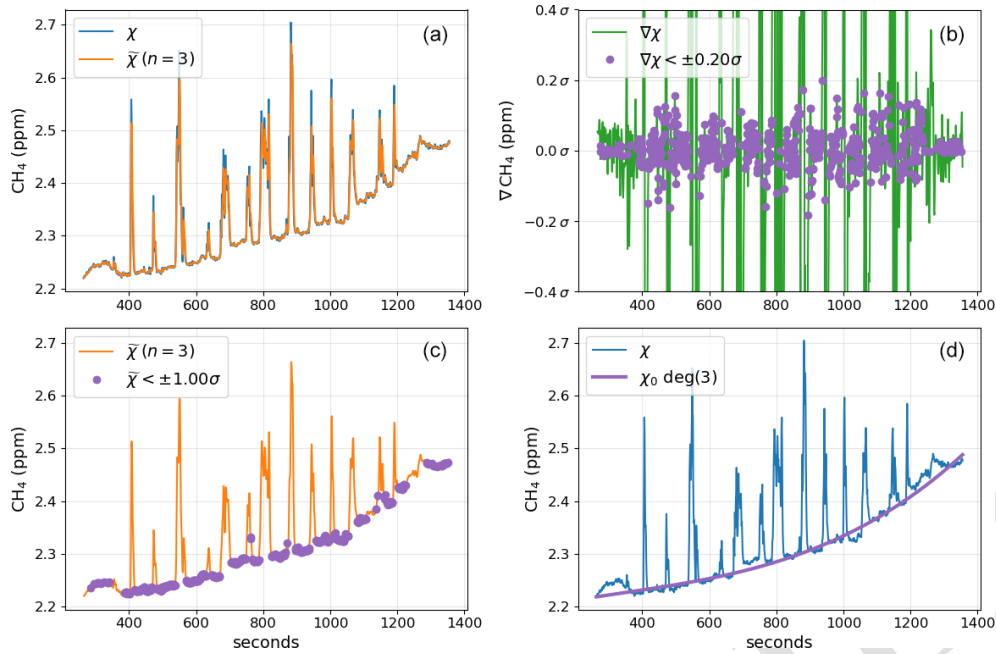 (a)
χ
χ̃ (n = 3)
CH₄ (ppm)
2.7
2.6
2.5
2.4
2.3
2.2
400 600 800 1000 1200 1400
(b)
∇χ
∇χ < ±0.20σ
∇ CH₄ (ppm)
0.4 σ
0.2 σ
0.0 σ
−0.2 σ
−0.4 σ
400 600 800 1000 1200 1400
(c)
χ̃ (n = 3)
χ̃ < ±1.00σ
CH₄ (ppm)
2.7
2.6
2.5
2.4
2.3
2.2
400 600 800 1000 1200 1400
seconds
(d)
χ
χ₀ deg(3)
CH₄ (ppm)
2.7
2.6
2.5
2.4
2.3
2.2
400 600 800 1000 1200 1400
seconds